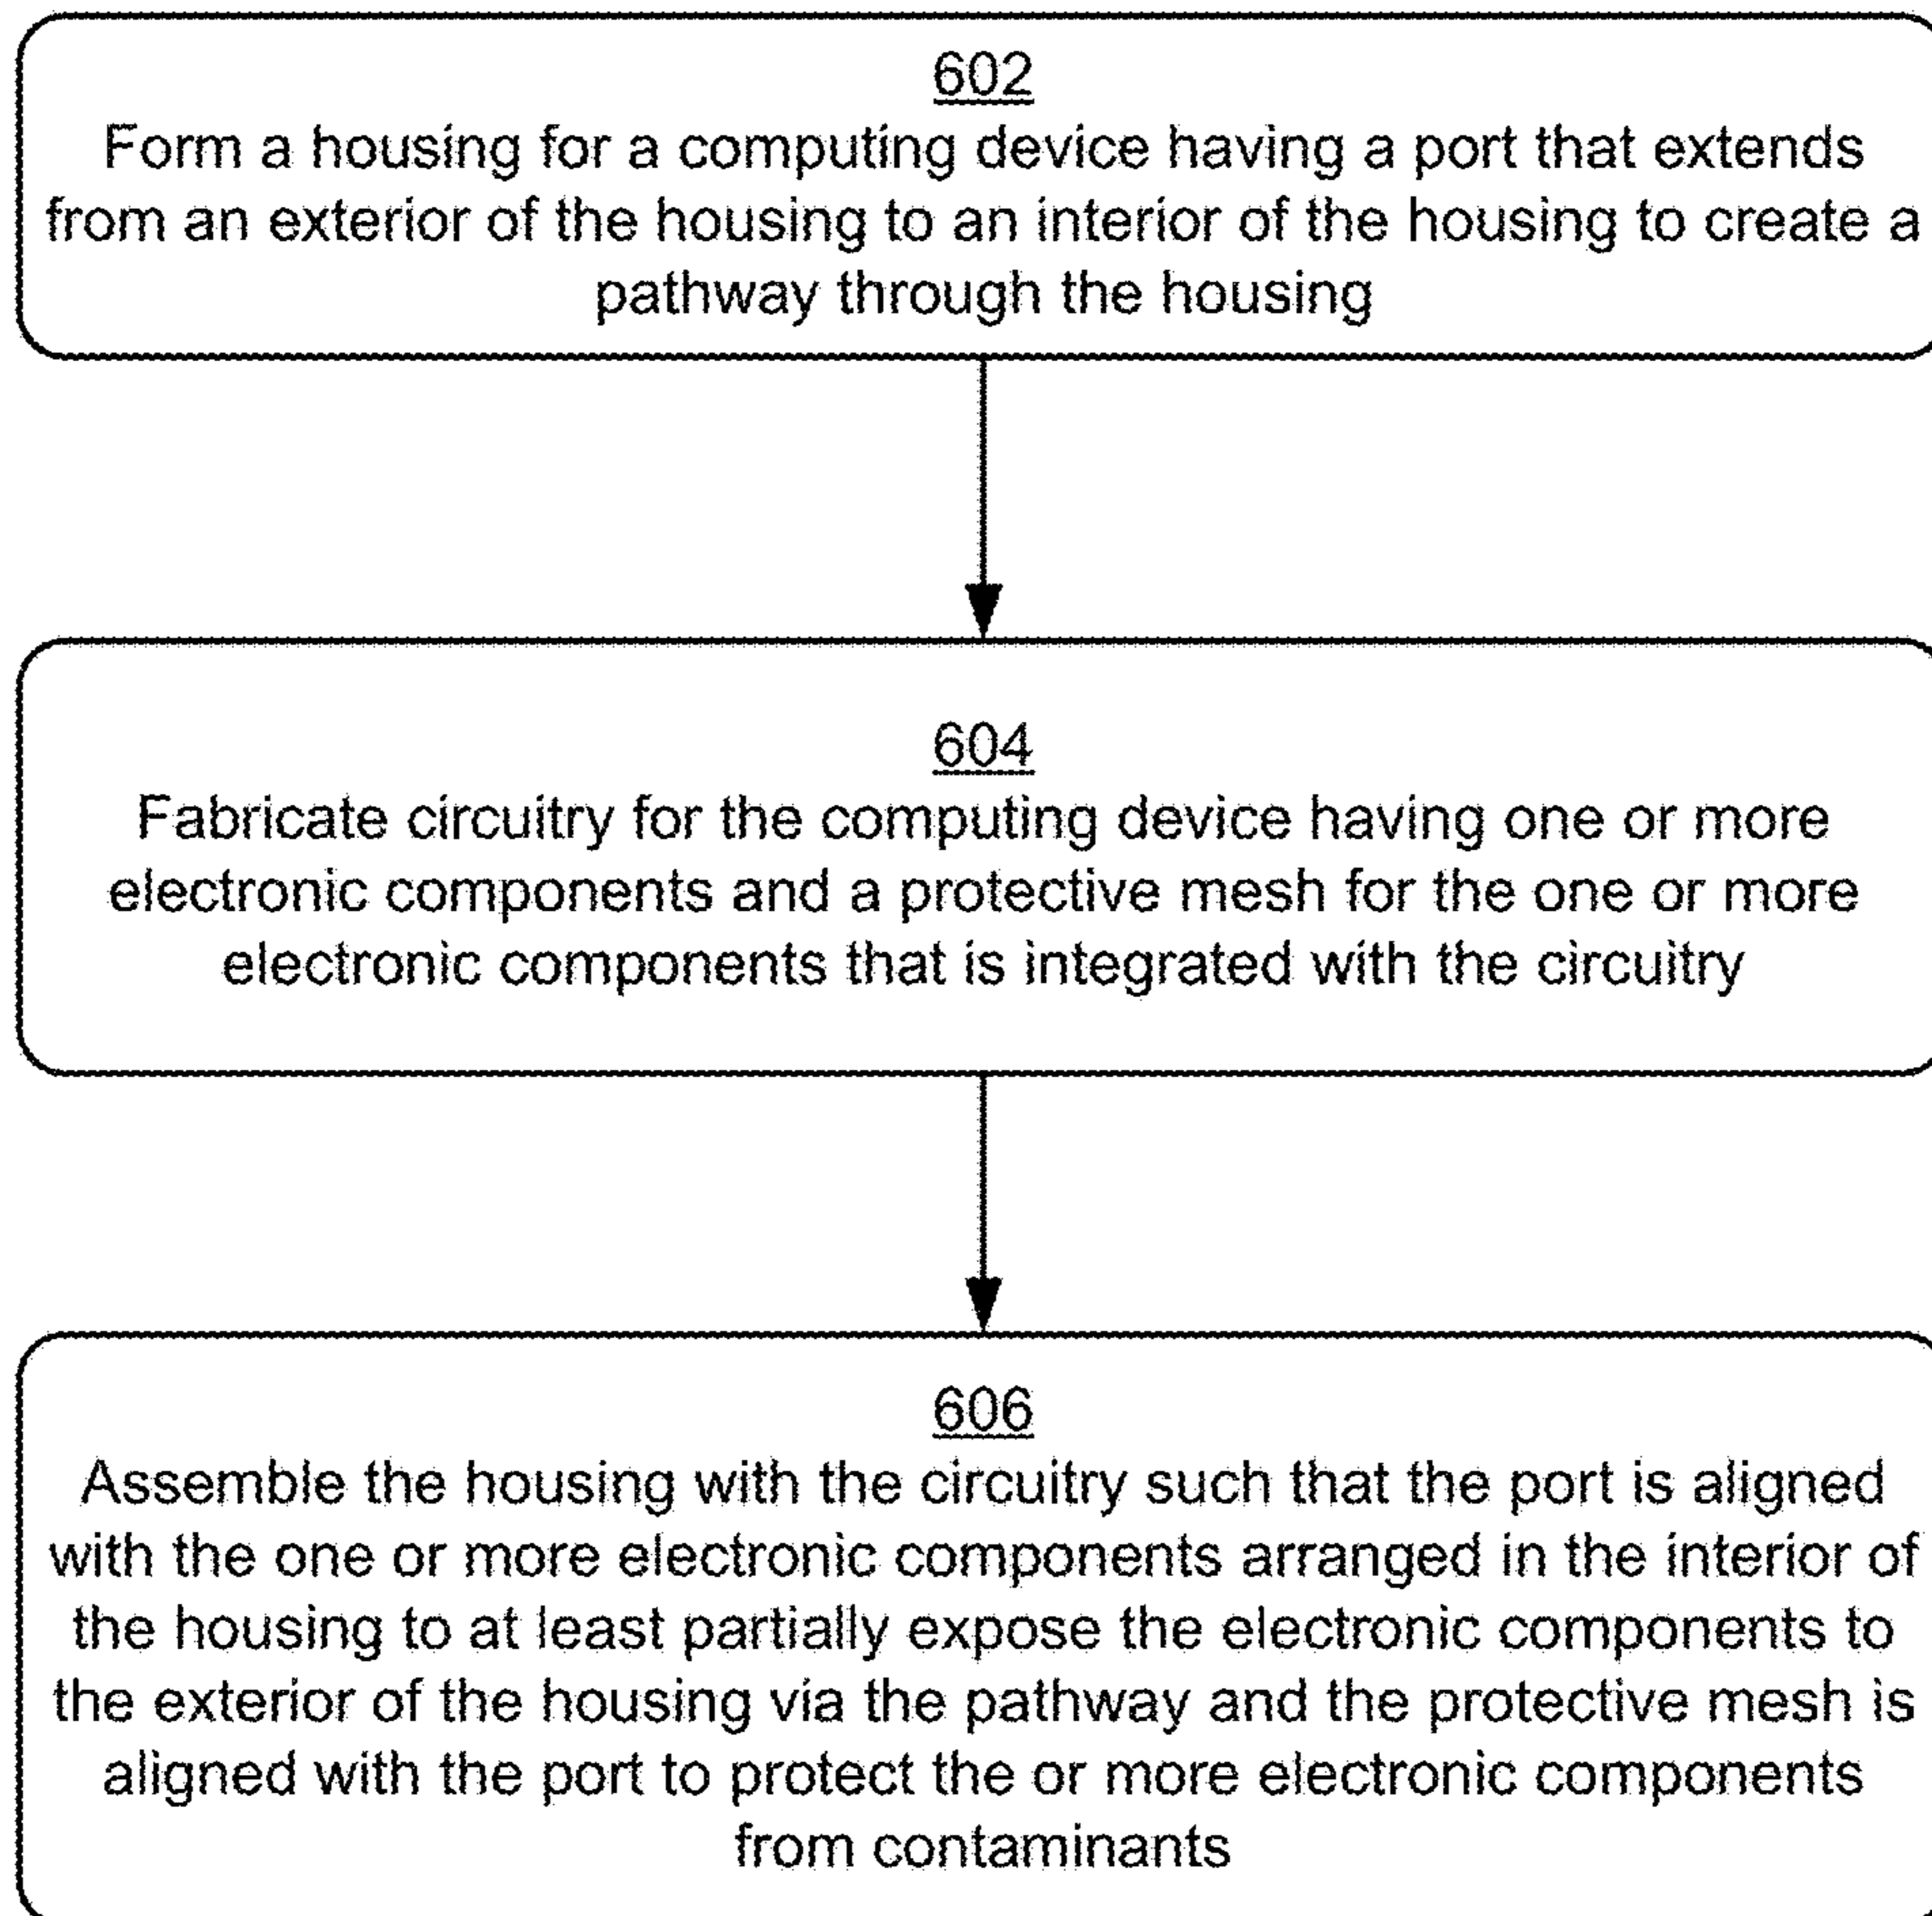 602
Form a housing for a computing device having a port that extends
from an exterior of the housing to an interior of the housing to create a
pathway through the housing
604
Fabricate circuitry for the computing device having one or more
electronic components and a protective mesh for the one or more
electronic components that is integrated with the circuitry
606
Assemble the housing with the circuitry such that the port is aligned
with the one or more electronic components arranged in the interior of
the housing to at least partially expose the electronic components to
the exterior of the housing via the pathway and the protective mesh is
aligned with the port to protect the or more electronic components
from contaminants